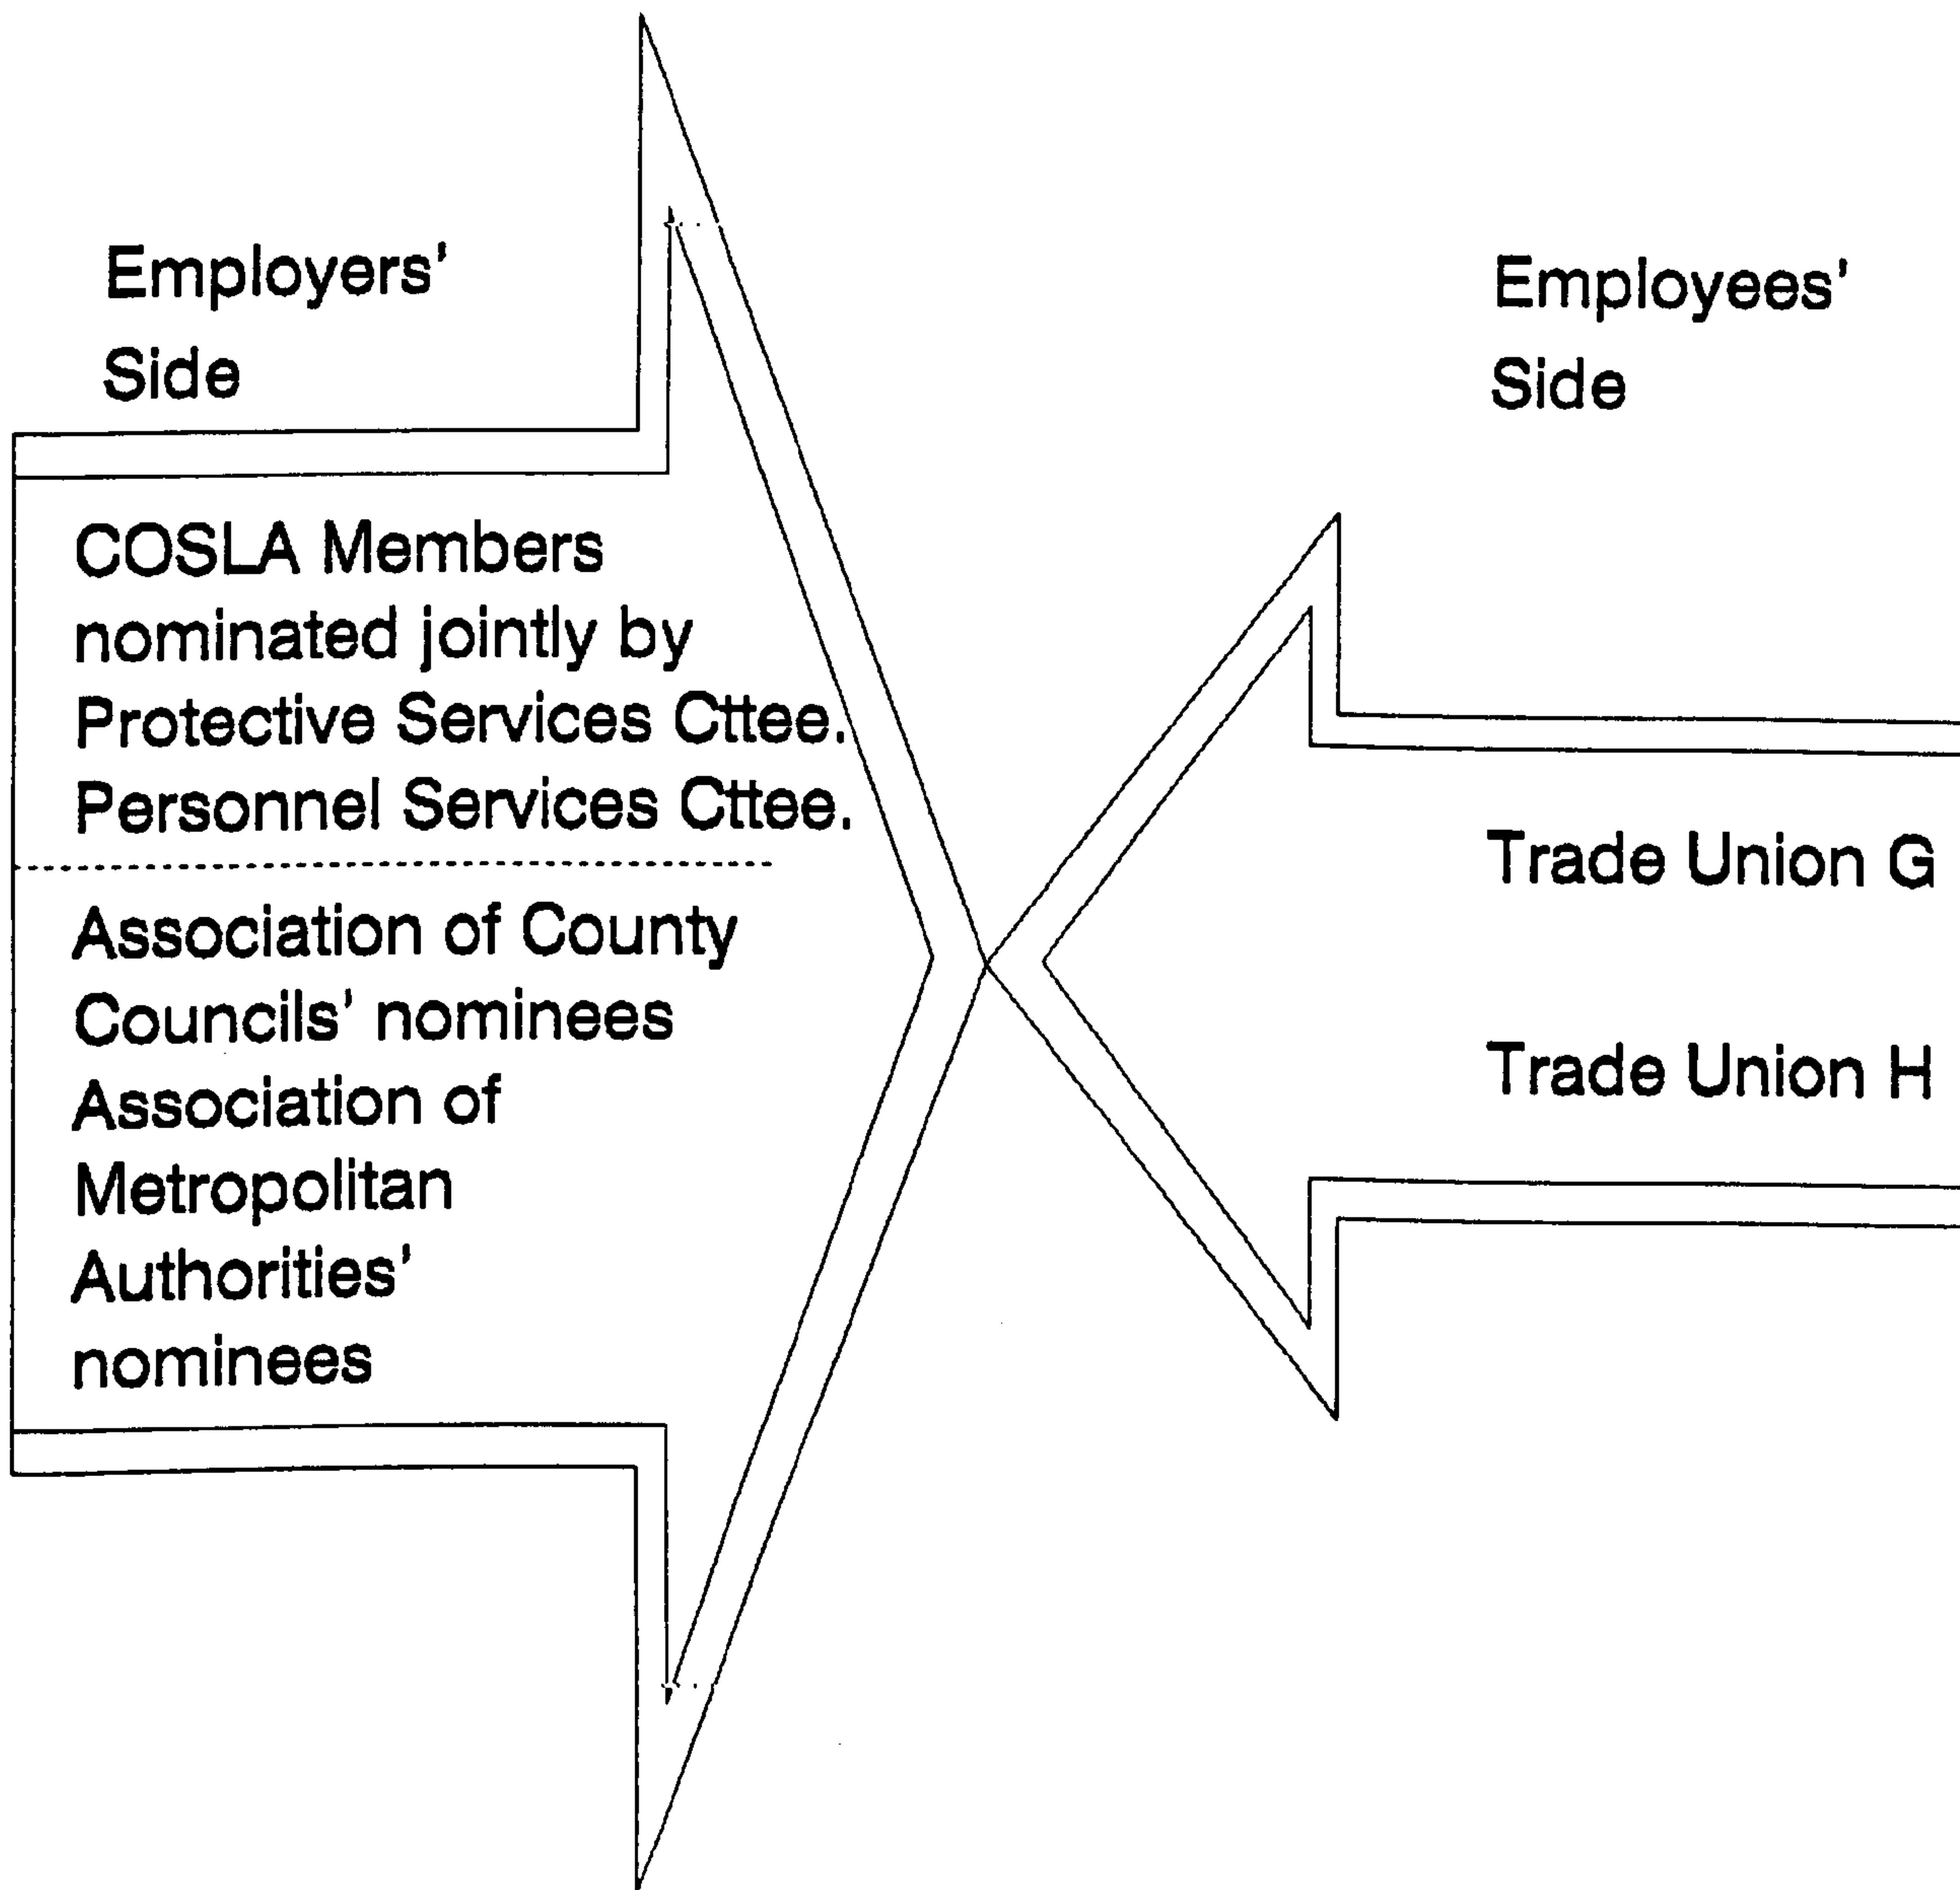 Employers'
Side
COSLA Members
nominated jointly by
Protective Services Cttee.
Personnel Services Cttee.
Association of County
Councils' nominees
Association of
Metropolitan
Authorities'
nominees
Employees'
Side
Trade Union G
Trade Union H